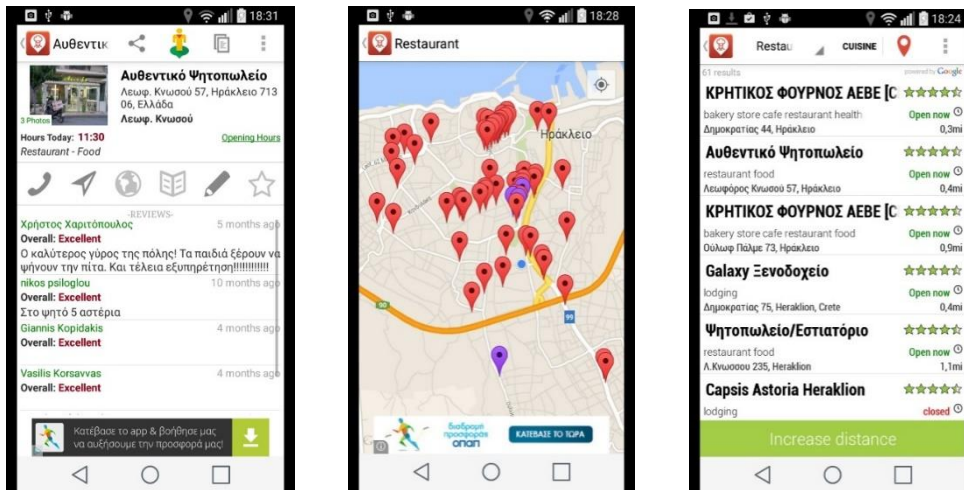 18:31
Αυθεντικ
Αυθεντικό Ψητοπωλείο
Λεωφ. Κνωσού 57, Ηράκλειο 713
06, Ελλάδα
Λεωφ. Κνωσού
3 Photos
Hours Today: 11:30
Opening Hours
Restaurant - Food
-REVIEWS-
Χρήστος Χαριτόπουλος 5 months ago
Overall: Excellent
Ο καλύτερος γύρος της πόλης! Τα παιδιά ξέρουν να
ψήνουν την πίτα. Και τέλεια εξυπηρέτηση!!!!!!!!!!!!!
nikos psiloglou 10 months ago
Overall: Excellent
Στο ψητό 5 αστέρια
Giannis Kopidakis 4 months ago
Overall: Excellent
Vasilis Korsavvas 4 months ago
Overall: Excellent
Κατέβασε το app & βοήθησε μας
να αυξήσουμε την προσφορά μας!
18:28
Restaurant
Ηράκλειο
90
99
διαδρομή
προσφοράς
οπαπ
ΚΑΤΕΒΑΣΕ ΤΟ ΤΩΡΑ
18:24
Restau CUISINE
61 results powered by Google
ΚΡΗΤΙΚΟΣ ΦΟΥΡΝΟΣ ΑΕΒΕ [C
bakery store cafe restaurant health Open now
Δημοκρατίας 44, Ηράκλειο 0,3mi
Αυθεντικό Ψητοπωλείο
restaurant food Open now
Λεωφόρος Κνωσού 57, Ηράκλειο 0,4mi
ΚΡΗΤΙΚΟΣ ΦΟΥΡΝΟΣ ΑΕΒΕ [C
bakery store cafe restaurant food Open now
Ούλωφ Πάλμε 73, Ηράκλειο 0,9mi
Galaxy Ξενοδοχείο
lodging Open now
Δημοκρατίας 75, Heraklion, Crete 0,4mi
Ψητοπωλείο/Εστιατόριο
restaurant food Open now
Λ.Κνωσσου 235, Heraklion 1,1mi
Capsis Astoria Heraklion
lodging closed
Increase distance